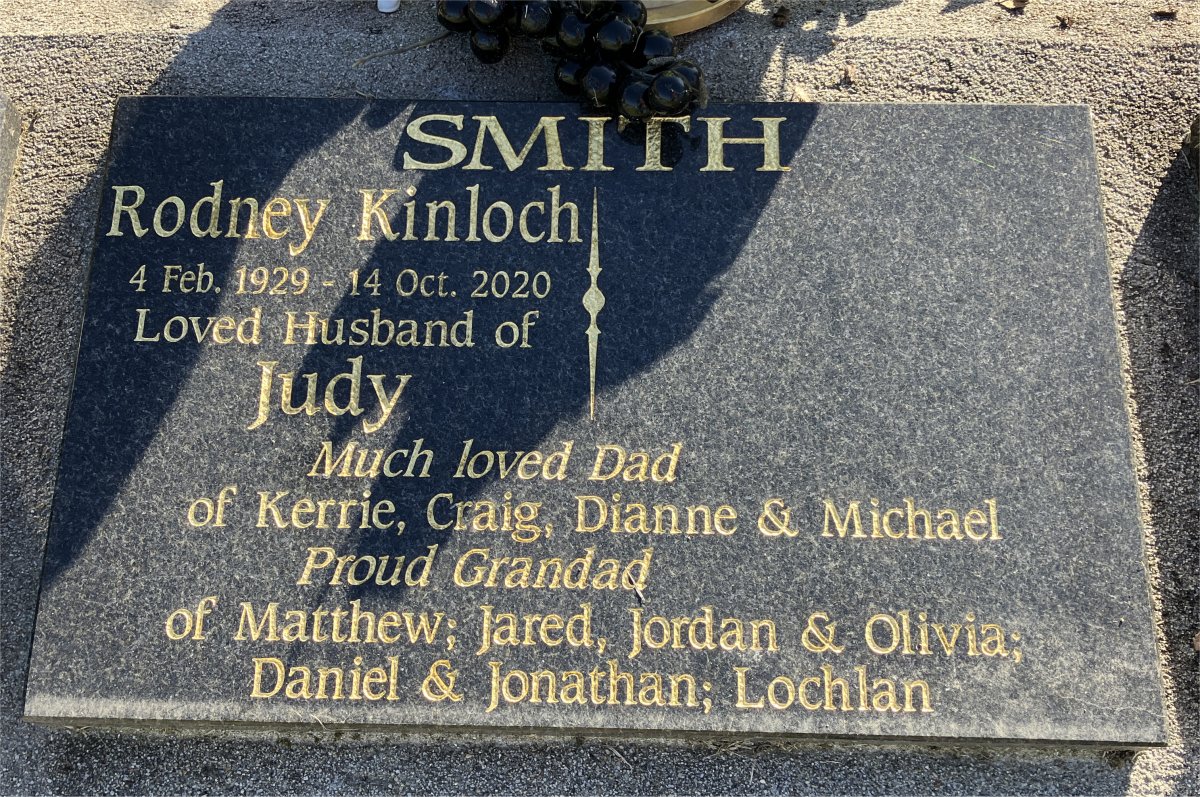 SMITH
Rodney Kinloch
4 Feb. 1929 - 14 Oct. 2020
Loved Husband of
Judy
Much loved Dad
of Kerrie, Craig, Dianne & Michael
Proud Grandad
of Matthew; Jared, Jordan & Olivia;
Daniel & Jonathan; Lochlan